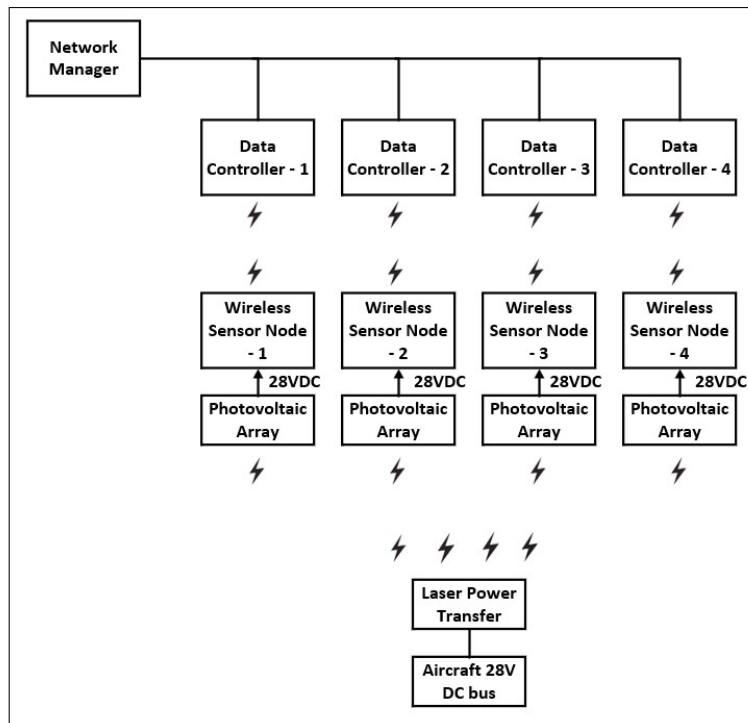 Network
Manager
Data
Controller - 1
Data
Controller - 2
Data
Controller - 3
Data
Controller - 4
Wireless
Sensor Node
- 1
Wireless
Sensor Node
- 2
Wireless
Sensor Node
- 3
Wireless
Sensor Node
- 4
28VDC
28VDC
28VDC
28VDC
Photovoltaic
Array
Photovoltaic
Array
Photovoltaic
Array
Photovoltaic
Array
Laser Power
Transfer
Aircraft 28V
DC bus